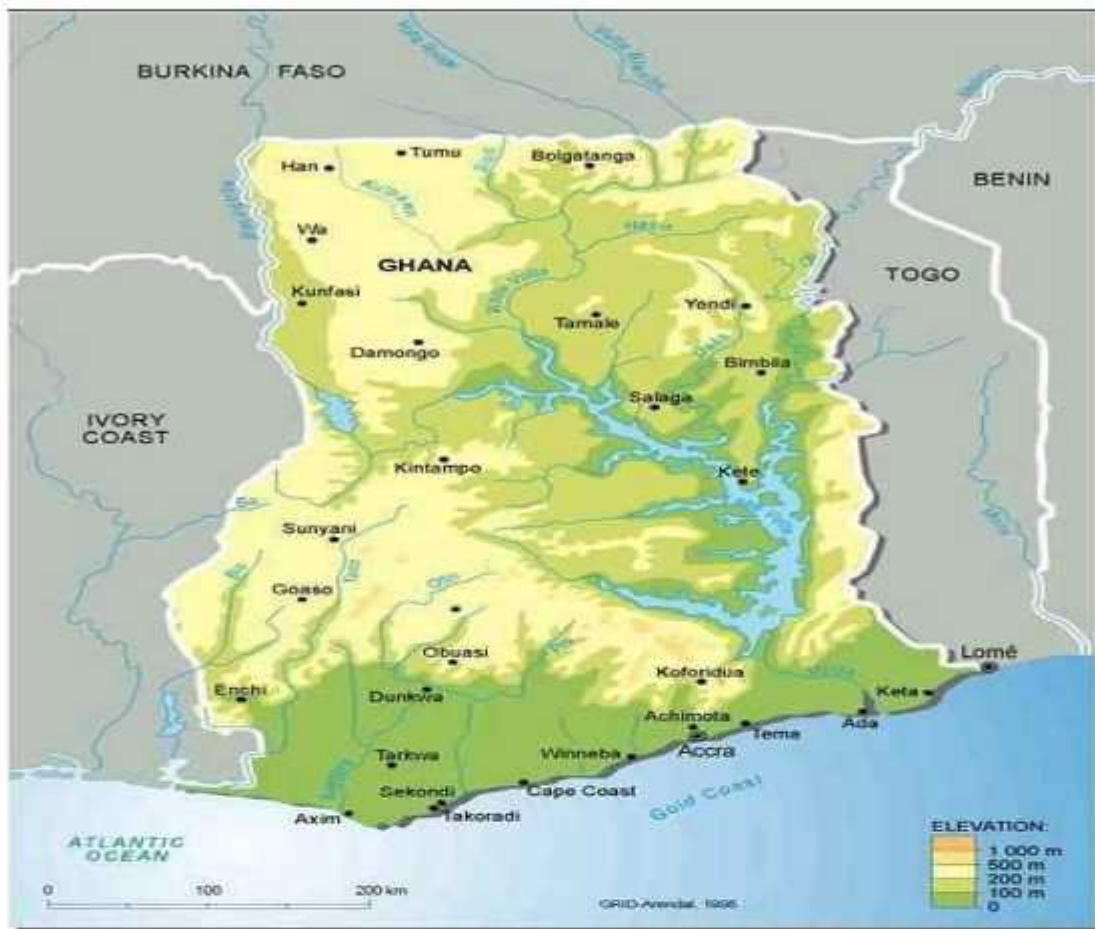 BURKINA FASO
BENIN
TOGO
IVORY
COAST
GHANA
Tumu
Han
Bolgatanga
Wa
Kunfasi
Damongo
Tamale
Yendi
Bimbila
Salaga
Kintampo
Kete
Sunyani
Goaso
Obuasi
Enchi
Dunkwa
Koforidua
Lomê
Keta
Ada
Achimota
Tema
Accra
Winneba
Tarkwa
Cape Coast
Sekondi
Takoradi
Axim
Gold Coast
ATLANTIC
OCEAN
ELEVATION:
1 000 m
500 m
200 m
100 m
0
0 100 200 km
GRID-Arendal 1996